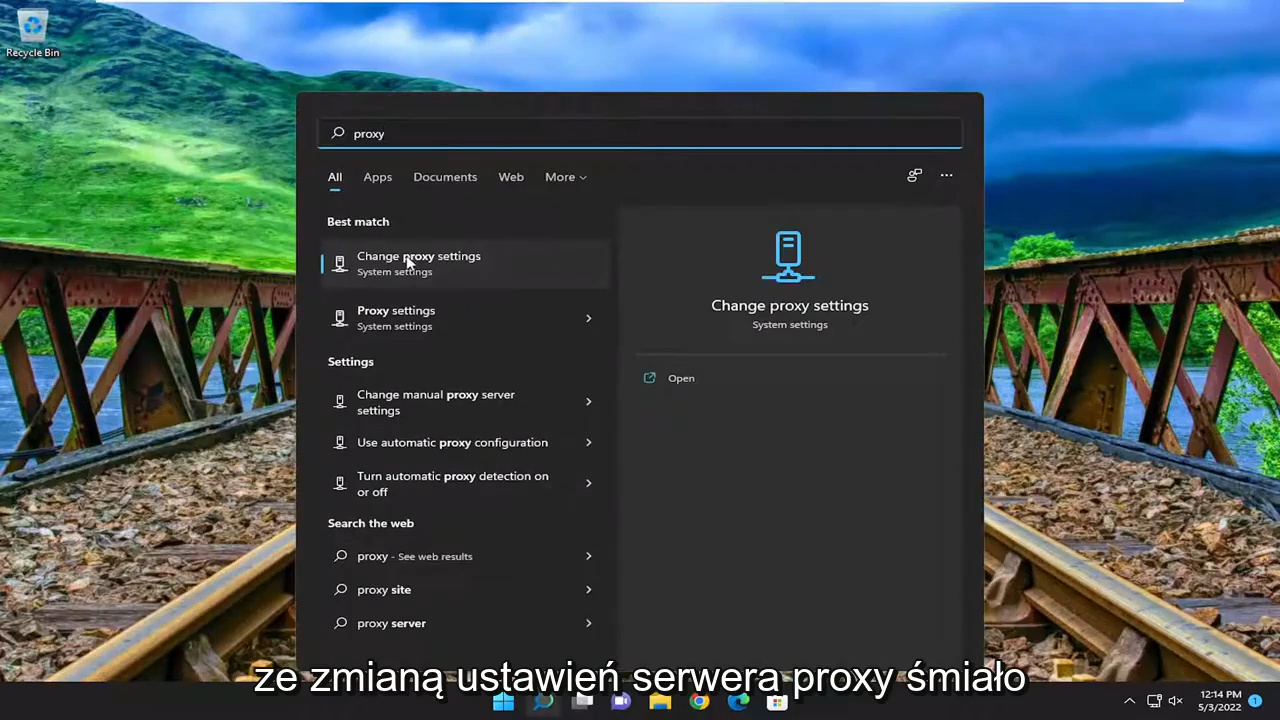 Recycle Bin
proxy
All
Apps
Documents
Web
More
Best match
Change proxy settings
System settings
Proxy settings
System settings
Settings
Change manual proxy server
settings
Use automatic proxy configuration
Turn automatic proxy detection on
or off
Search the web
proxy - See web results
proxy site
proxy server
Change proxy settings
System settings
Open
ze zmianą ustawień serwera proxy śmiało
12:14 PM
5/3/2022
1